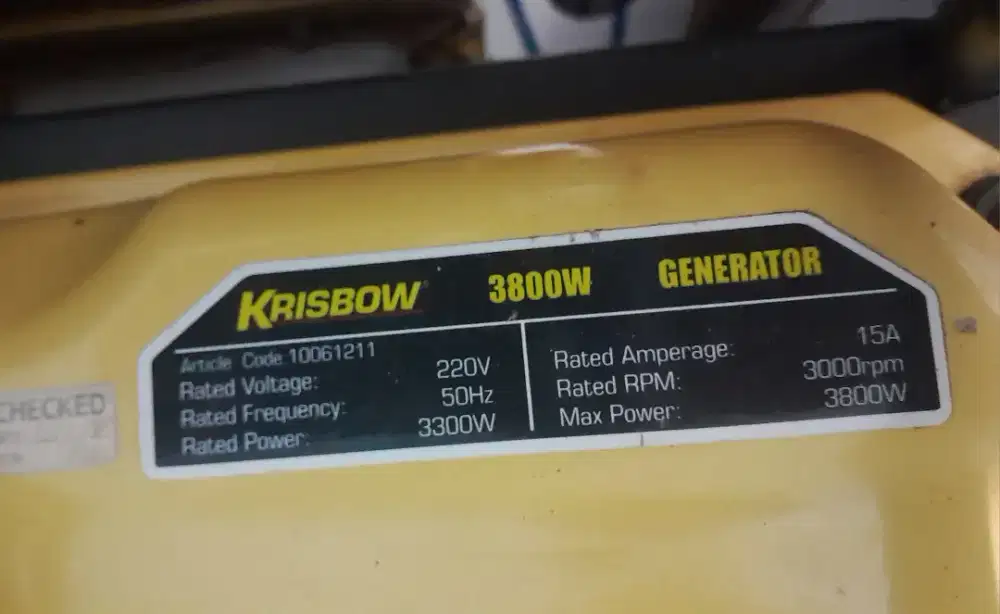 KRISBOW 3800W GENERATOR
Article Code: 10061211
Rated Voltage: 220V
Rated Frequency: 50Hz
Rated Power: 3300W
Rated Amperage: 15A
Rated RPM: 3000rpm
Max Power: 3800W
CHECKED